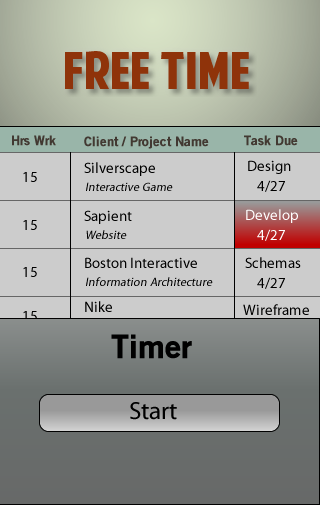 FREE TIME
Hrs Wrk Client / Project Name Task Due
15 Silverscape Design
Interactive Game 4/27
15 Sapient Develop
Website 4/27
15 Boston Interactive Schemas
Information Architecture 4/27
15 Nike Wireframe
Timer
Start